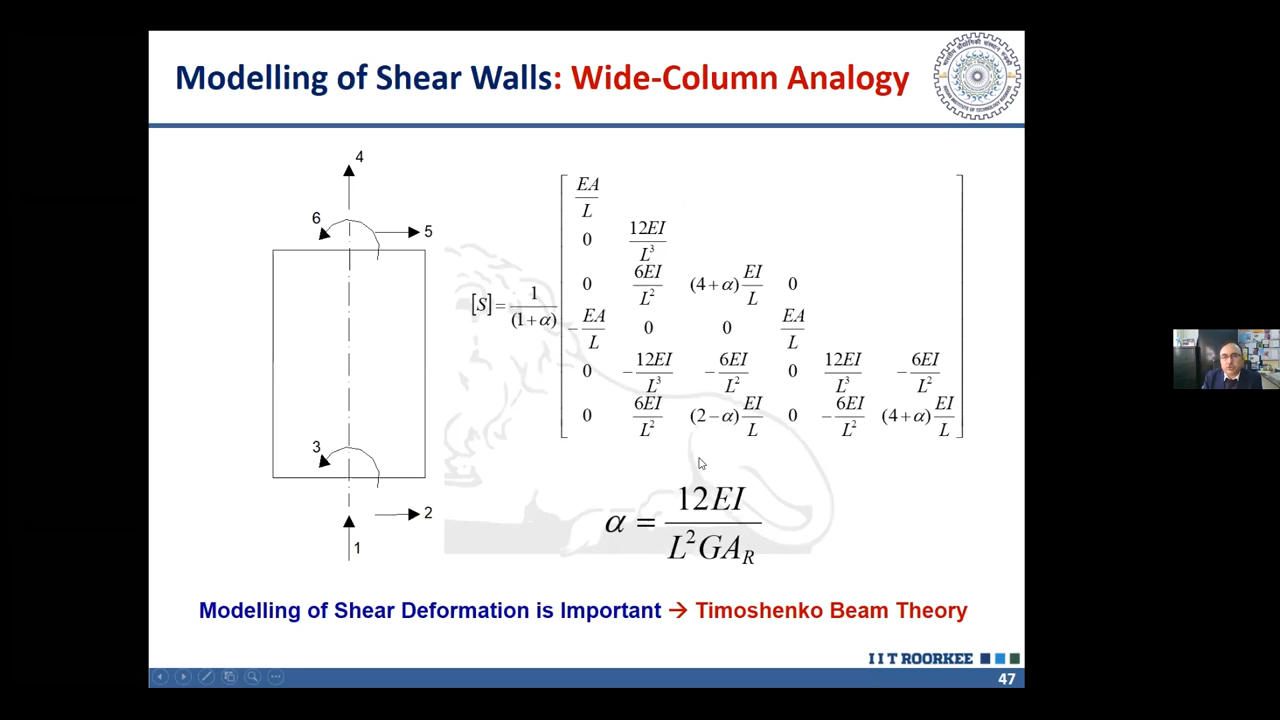 Modelling of Shear Walls: Wide-Column Analogy
4
6
5
3
2
1
[S] = 1/(1+α)
EA/L
0 12EI/L³
0 6EI/L² (4+α)EI/L 0
-EA/L 0 0 EA/L
0 -12EI/L³ -6EI/L² 0 12EI/L³ -6EI/L²
0 6EI/L² (2-α)EI/L 0 -6EI/L² (4+α)EI/L
α = 12EI/L²GA_R
Modelling of Shear Deformation is Important → Timoshenko Beam Theory
I I T ROORKEE
47